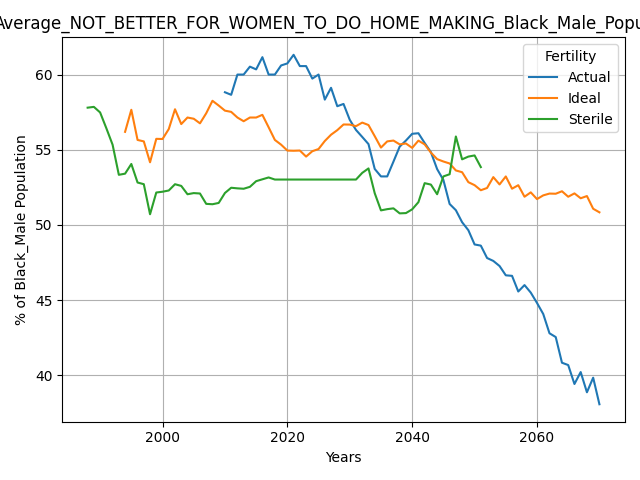 Average_NOT_BETTER_FOR_WOMEN_TO_DO_HOME_MAKING_Black_Male_Popu
Fertility
Actual
Ideal
Sterile
% of Black_Male Population
60
55
50
45
40
2000
2020
2040
2060
Years